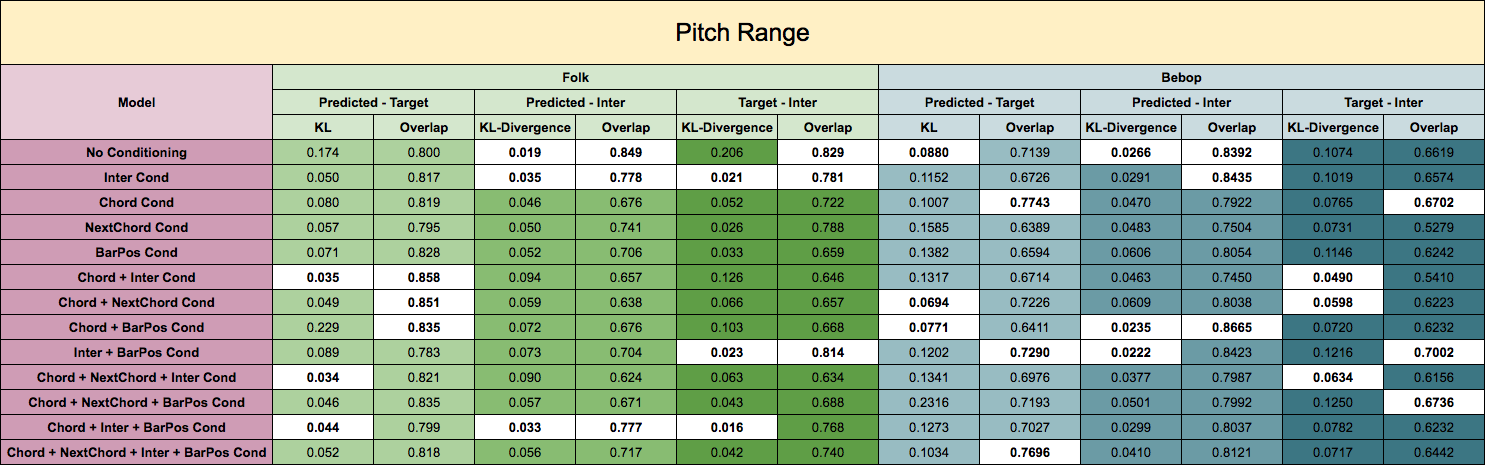 Pitch Range
Model Folk Bebop
Predicted - Target Predicted - Inter Target - Inter Predicted - Target Predicted - Inter Target - Inter
KL Overlap KL-Divergence Overlap KL-Divergence Overlap KL Overlap KL-Divergence Overlap KL-Divergence Overlap
No Conditioning 0.174 0.800 0.019 0.849 0.206 0.829 0.0880 0.7139 0.0266 0.8392 0.1074 0.6619
Inter Cond 0.050 0.817 0.035 0.778 0.021 0.781 0.1152 0.6726 0.0291 0.8435 0.1019 0.6574
Chord Cond 0.080 0.819 0.046 0.676 0.052 0.722 0.1007 0.7743 0.0470 0.7922 0.0765 0.6702
NextChord Cond 0.057 0.795 0.050 0.741 0.026 0.788 0.1585 0.6389 0.0483 0.7504 0.0731 0.5279
BarPos Cond 0.071 0.828 0.052 0.706 0.033 0.659 0.1382 0.6594 0.0606 0.8054 0.1146 0.6242
Chord + Inter Cond 0.035 0.858 0.094 0.657 0.126 0.646 0.1317 0.6714 0.0463 0.7450 0.0490 0.5410
Chord + NextChord Cond 0.049 0.851 0.059 0.638 0.066 0.657 0.0694 0.7226 0.0609 0.8038 0.0598 0.6223
Chord + BarPos Cond 0.229 0.835 0.072 0.676 0.103 0.668 0.0771 0.6411 0.0235 0.8665 0.0720 0.6232
Inter + BarPos Cond 0.089 0.783 0.073 0.704 0.023 0.814 0.1202 0.7290 0.0222 0.8423 0.1216 0.7002
Chord + NextChord + Inter Cond 0.034 0.821 0.090 0.624 0.063 0.634 0.1341 0.6976 0.0377 0.7987 0.0634 0.6156
Chord + NextChord + BarPos Cond 0.046 0.835 0.057 0.671 0.043 0.688 0.2316 0.7193 0.0501 0.7992 0.1250 0.6736
Chord + Inter + BarPos Cond 0.044 0.799 0.033 0.777 0.016 0.768 0.1273 0.7027 0.0299 0.8037 0.0782 0.6232
Chord + NextChord + Inter + BarPos Cond 0.052 0.818 0.056 0.717 0.042 0.740 0.1034 0.7696 0.0410 0.8121 0.0717 0.6442